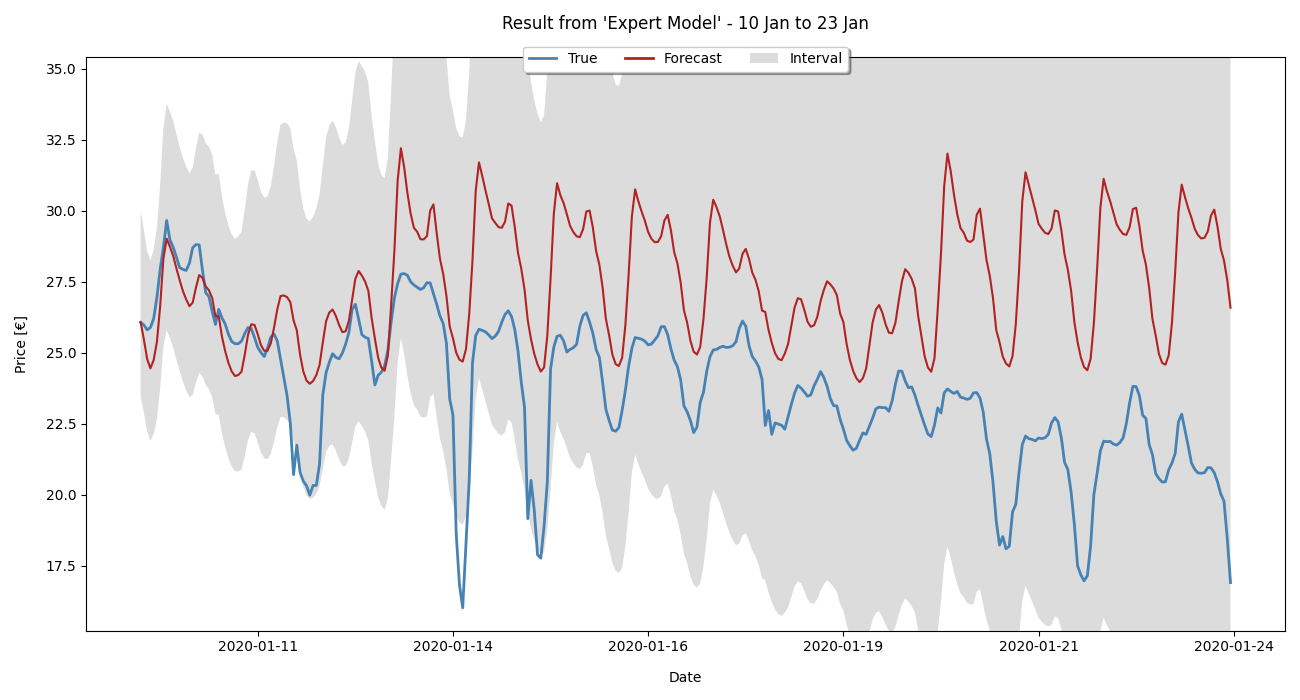 Result from 'Expert Model' - 10 Jan to 23 Jan
True Forecast Interval
35.0
32.5
30.0
27.5
25.0
22.5
20.0
17.5
Price [€]
2020-01-11 2020-01-14 2020-01-16 2020-01-19 2020-01-21 2020-01-24
Date